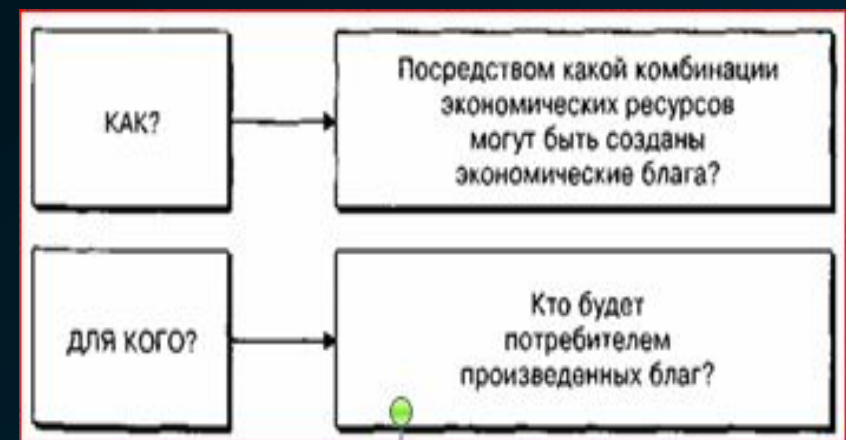 КАК?
Посредством какой комбинации
экономических ресурсов
могут быть созданы
экономические блага?
ДЛЯ КОГО?
Кто будет
потребителем
произведенных благ?